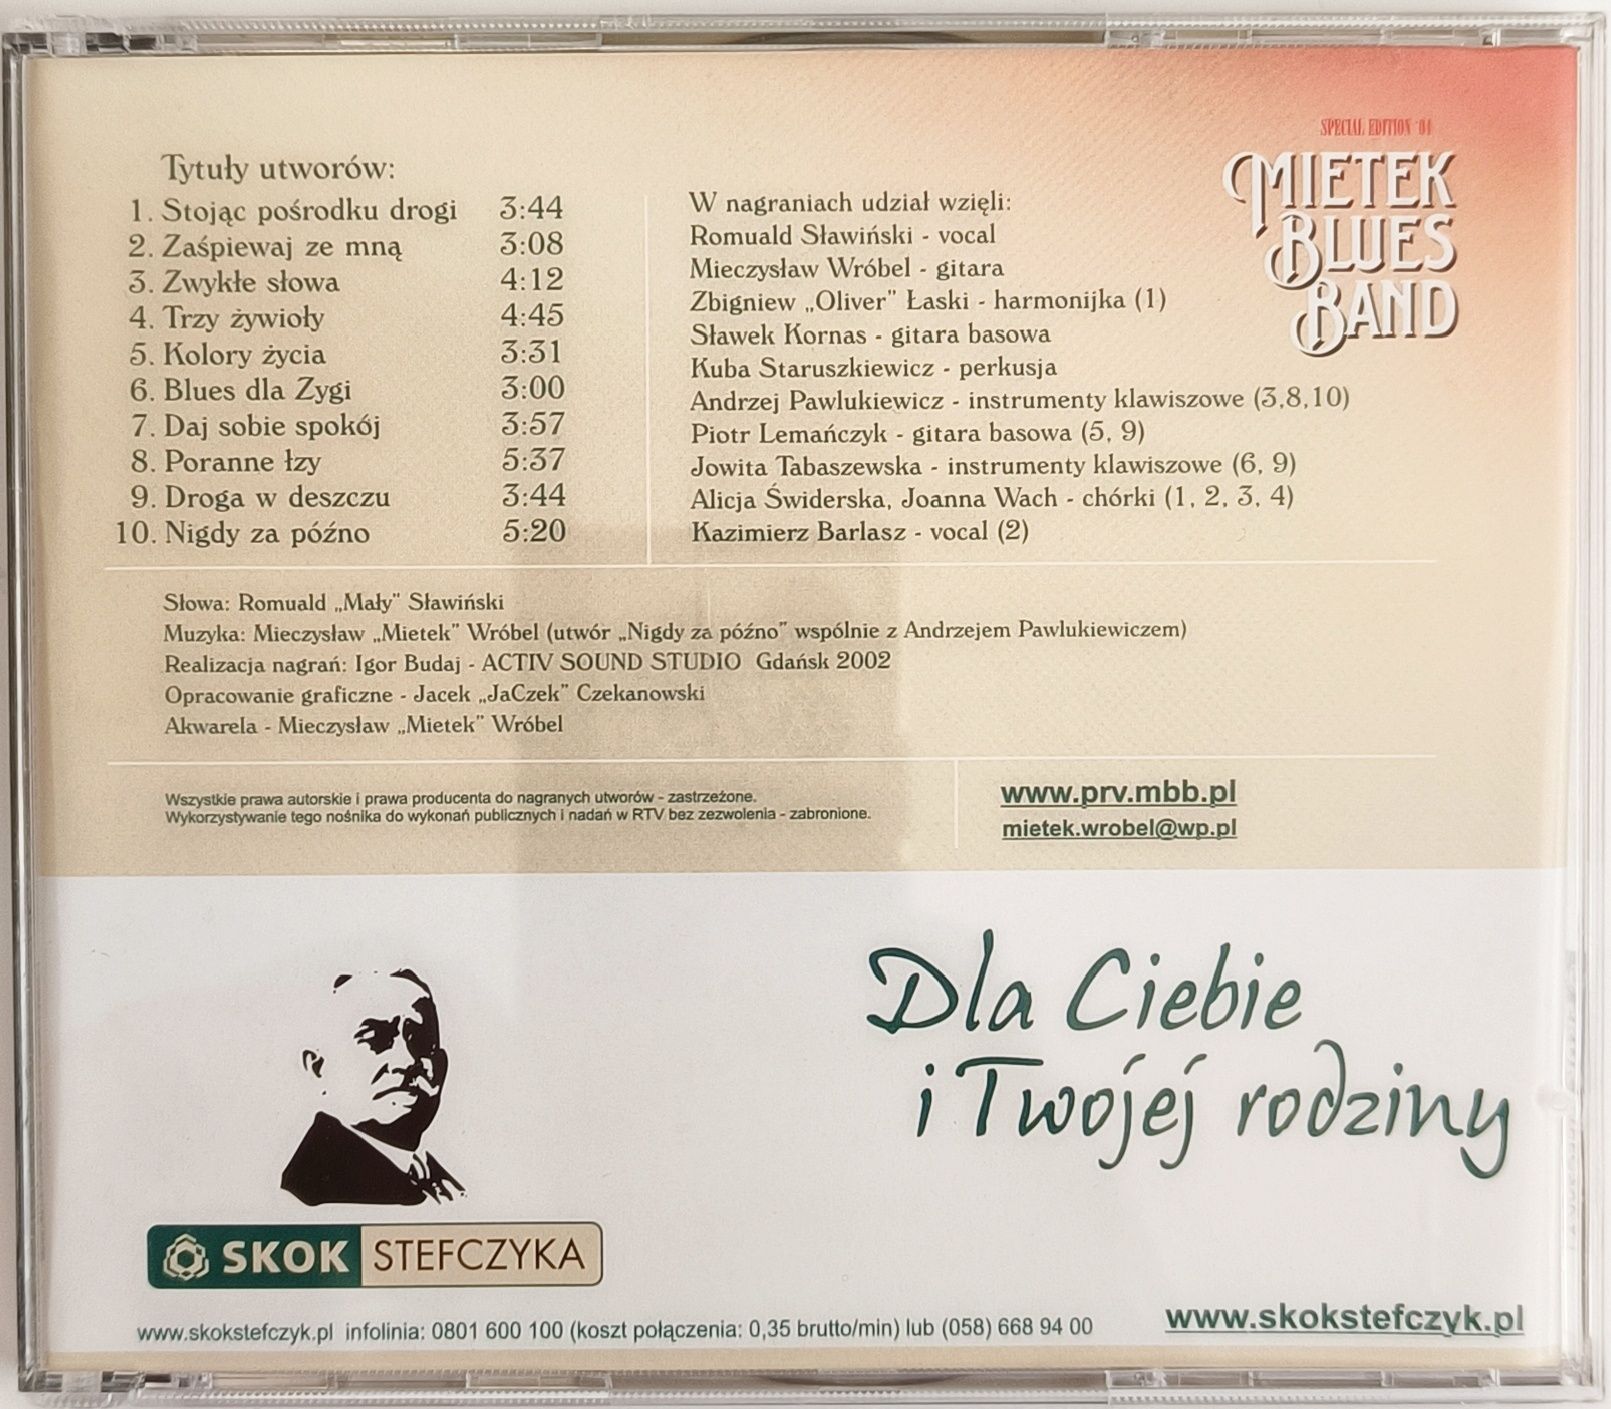 SPECIAL EDITION '04
MIETEK
BLUES
BAND
Tytuły utworów:
1. Stojąc pośrodku drogi 3:44
2. Zaśpiewaj ze mną 3:08
3. Zwykłe słowa 4:12
4. Trzy żywioły 4:45
5. Kolory życia 3:31
6. Blues dla Zygi 3:00
7. Daj sobie spokój 3:57
8. Poranne łzy 5:37
9. Droga w deszczu 3:44
10. Nigdy za późno 5:20
W nagraniach udział wzięli:
Romuald Sławiński - vocal
Mieczysław Wróbel - gitara
Zbigniew „Oliver” Łaski - harmonijka (1)
Sławek Kornas - gitara basowa
Kuba Staruszkiewicz - perkusja
Andrzej Pawlukiewicz - instrumenty klawiszowe (3,8,10)
Piotr Lemańczyk - gitara basowa (5, 9)
Jowita Tabaszewska - instrumenty klawiszowe (6, 9)
Alicja Świderska, Joanna Wach - chórki (1, 2, 3, 4)
Kazimierz Barlasz - vocal (2)
Słowa: Romuald „Mały” Sławiński
Muzyka: Mieczysław „Mietek” Wróbel (utwór „Nigdy za późno” wspólnie z Andrzejem Pawlukiewiczem)
Realizacja nagrań: Igor Budaj - ACTIV SOUND STUDIO Gdańsk 2002
Opracowanie graficzne - Jacek „JaCzek” Czekanowski
Akwarela - Mieczysław „Mietek” Wróbel
Wszystkie prawa autorskie i prawa producenta do nagranych utworów - zastrzeżone.
Wykorzystywanie tego nośnika do wykonań publicznych i nadań w RTV bez zezwolenia - zabronione.
www.prv.mbb.pl
mietek.wrobel@wp.pl
Dla Ciebie
i Twojej rodziny
SKOK STEFCZYKA
www.skokstefczyk.pl infolinia: 0801 600 100 (koszt połączenia: 0,35 brutto/min) lub (058) 668 94 00
www.skokstefczyk.pl